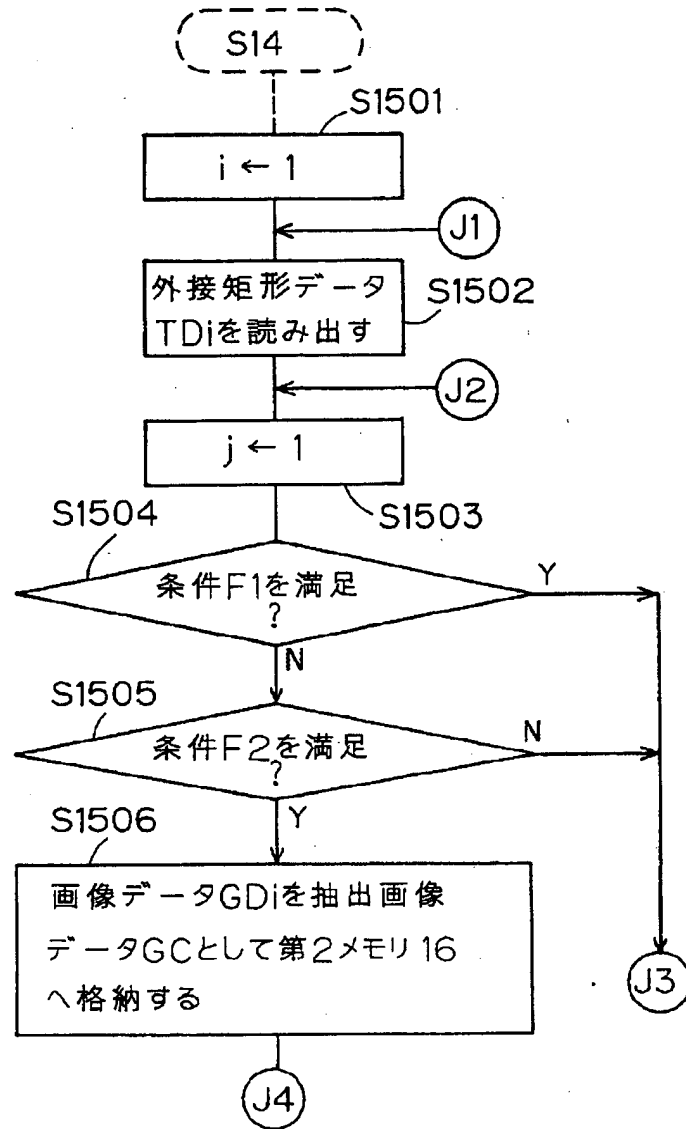 S14
S1501
i ← 1
J1
外接矩形データ
TDiを読み出す
S1502
J2
j ← 1
S1503
S1504
条件F1を満足
?
Y
N
S1505
条件F2を満足
?
N
Y
S1506
画像データGDiを抽出画像
データGCとして第2メモリ16
へ格納する
J3
J4